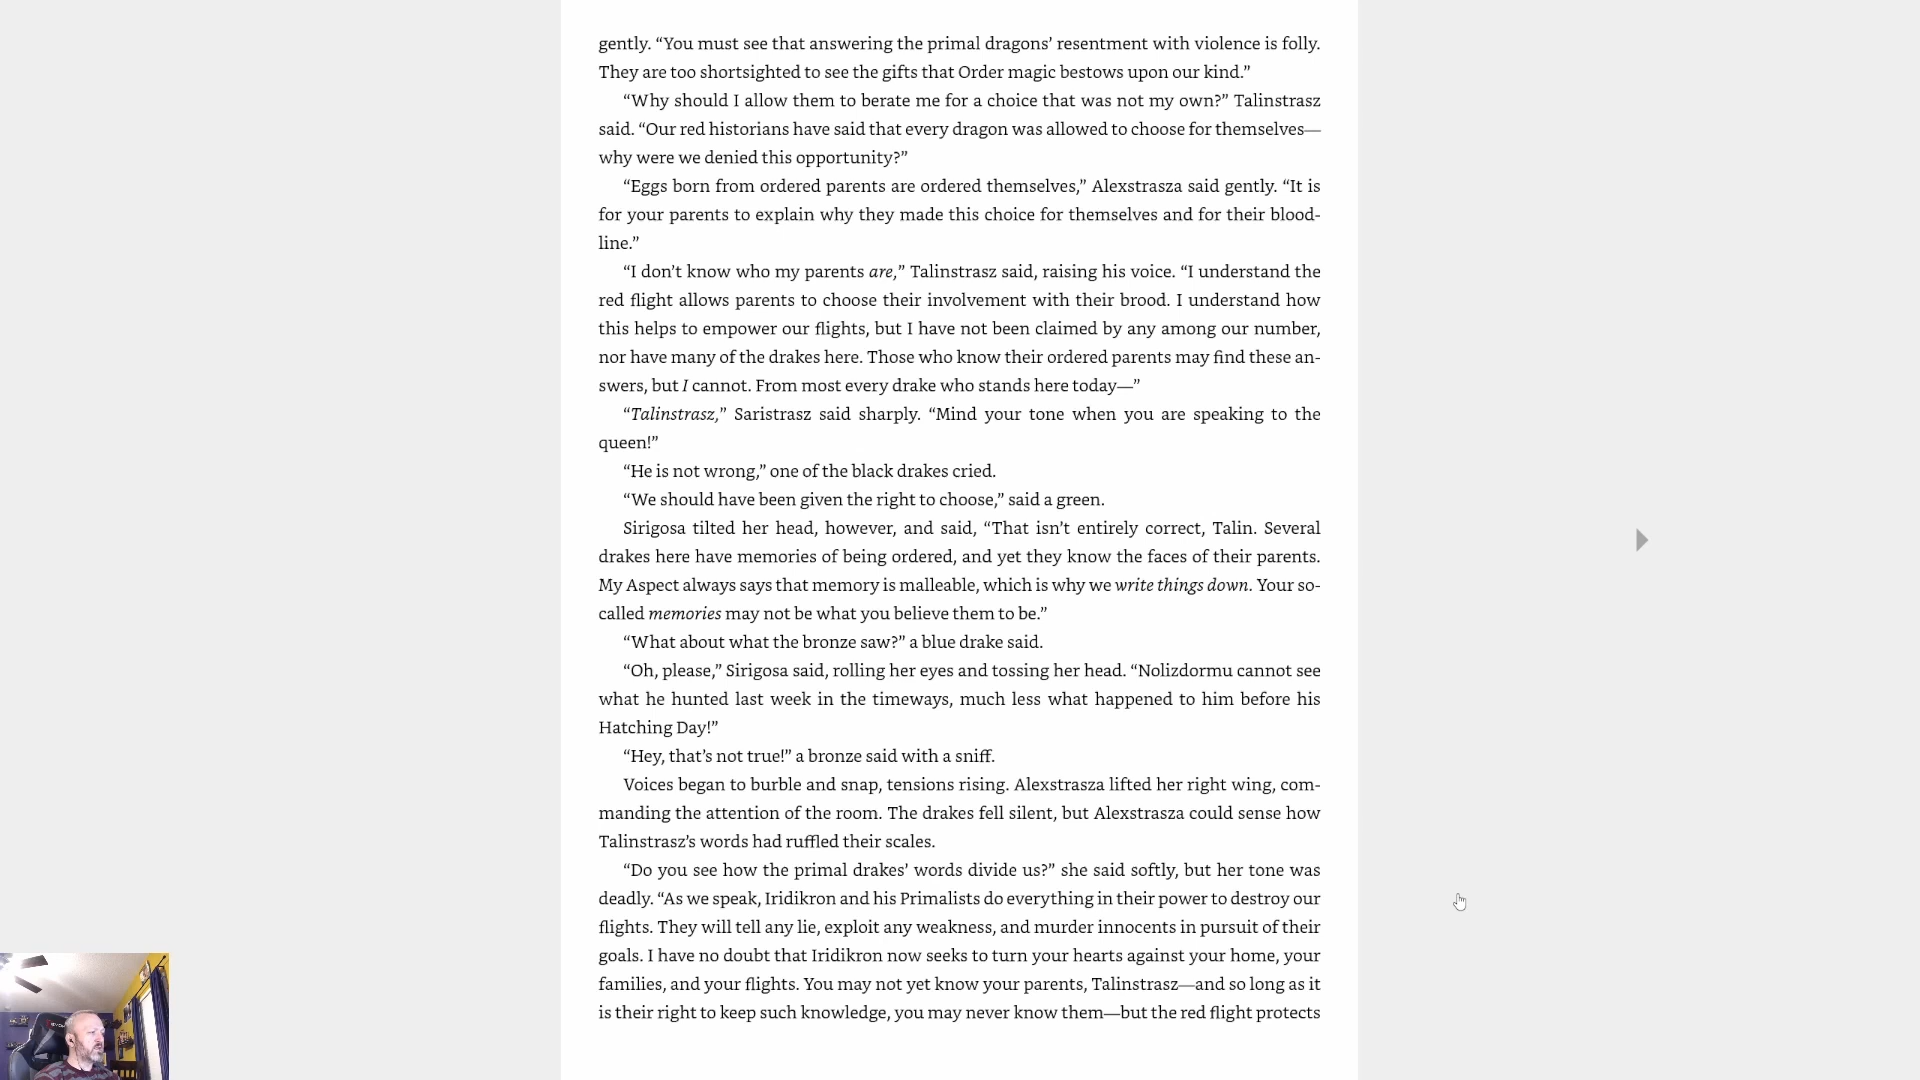 gently. “You must see that answering the primal dragons’ resentment with violence is folly.
They are too shortsighted to see the gifts that Order magic bestows upon our kind.”
“Why should I allow them to berate me for a choice that was not my own?” Talinstrasz
said. “Our red historians have said that every dragon was allowed to choose for themselves—
why were we denied this opportunity?”
“Eggs born from ordered parents are ordered themselves,” Alexstrasza said gently. “It is
for your parents to explain why they made this choice for themselves and for their blood-
line.”
“I don’t know who my parents are,” Talinstrasz said, raising his voice. “I understand the
red flight allows parents to choose their involvement with their brood. I understand how
this helps to empower our flights, but I have not been claimed by any among our number,
nor have many of the drakes here. Those who know their ordered parents may find these an-
swers, but I cannot. From most every drake who stands here today—”
“Talinstrasz,” Saristrasz said sharply. “Mind your tone when you are speaking to the
queen!”
“He is not wrong,” one of the black drakes cried.
“We should have been given the right to choose,” said a green.
Sirigosa tilted her head, however, and said, “That isn’t entirely correct, Talin. Several
drakes here have memories of being ordered, and yet they know the faces of their parents.
My Aspect always says that memory is malleable, which is why we write things down. Your so-
called memories may not be what you believe them to be.”
“What about what the bronze saw?” a blue drake said.
“Oh, please,” Sirigosa said, rolling her eyes and tossing her head. “Nolizdormu cannot see
what he hunted last week in the timeways, much less what happened to him before his
Hatching Day!”
“Hey, that’s not true!” a bronze said with a sniff.
Voices began to burble and snap, tensions rising. Alexstrasza lifted her right wing, com-
manding the attention of the room. The drakes fell silent, but Alexstrasza could sense how
Talinstrasz’s words had ruffled their scales.
“Do you see how the primal drakes’ words divide us?” she said softly, but her tone was
deadly. “As we speak, Iridikron and his Primalists do everything in their power to destroy our
flights. They will tell any lie, exploit any weakness, and murder innocents in pursuit of their
goals. I have no doubt that Iridikron now seeks to turn your hearts against your home, your
families, and your flights. You may not yet know your parents, Talinstrasz—and so long as it
is their right to keep such knowledge, you may never know them—but the red flight protects